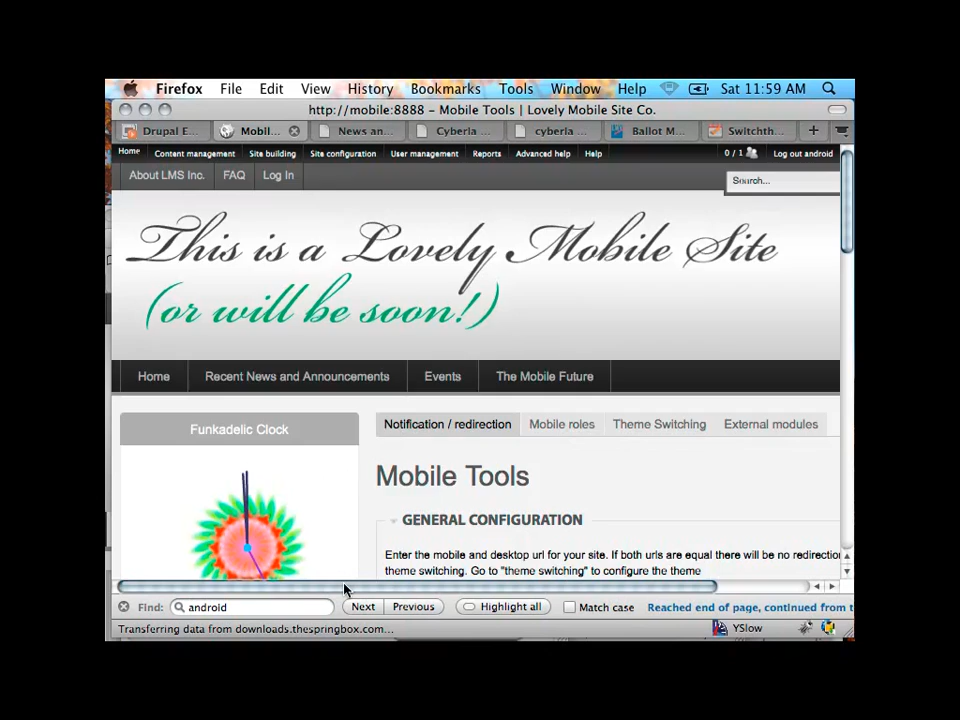 Firefox File Edit View History Bookmarks Tools Window Help Sat 11:59 AM
http://mobile:8888 – Mobile Tools | Lovely Mobile Site Co.
Drupal E... Mobil... News an... Cyberla ... cyberla ... Ballot M... Switchth...
Home Content management Site building Site configuration User management Reports Advanced help Help 0 / 1 Log out android
About LMS Inc. FAQ Log In Search...
This is a Lovely Mobile Site
(or will be soon!)
Home Recent News and Announcements Events The Mobile Future
Funkadelic Clock Notification / redirection Mobile roles Theme Switching External modules
Mobile Tools
GENERAL CONFIGURATION
Enter the mobile and desktop url for your site. If both urls are equal there will be no redirection
theme switching. Go to "theme switching" to configure the theme
Find: android Next Previous Highlight all Match case Reached end of page, continued from t
Transferring data from downloads.thespringbox.com... YSlow